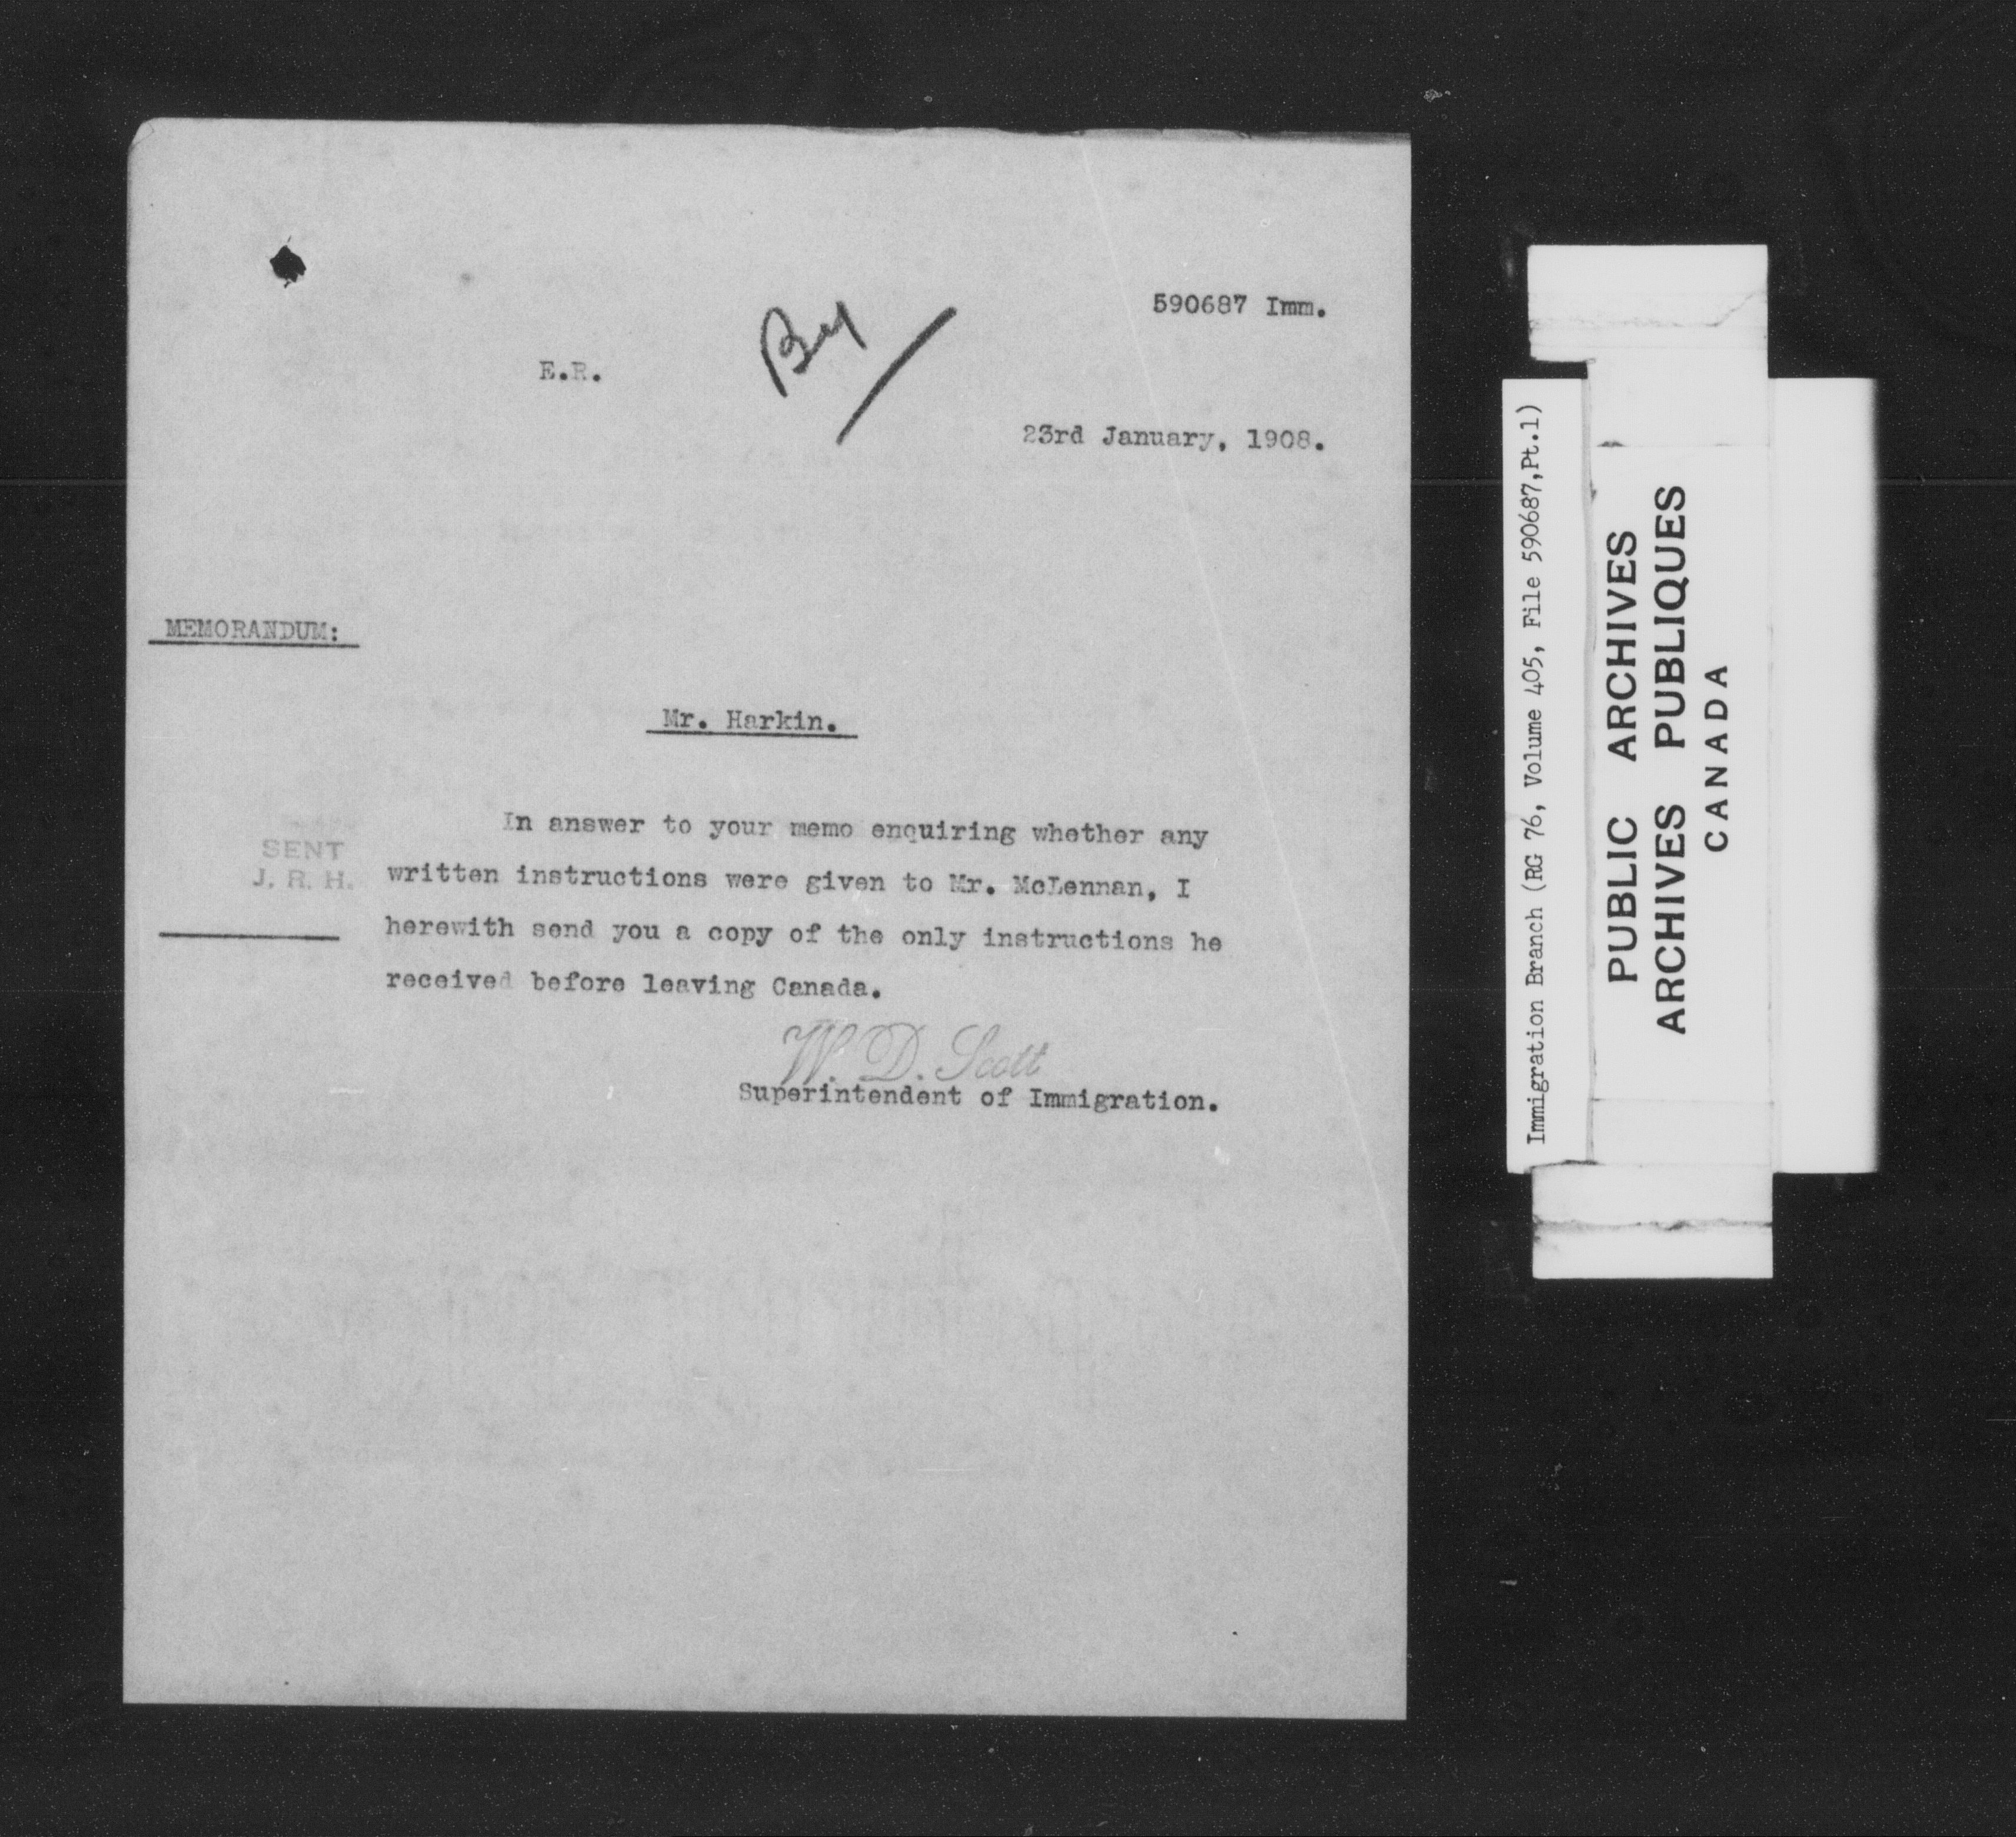 590687 Imm.
E.R.
23rd January, 1908.
MEMORANDUM:
Mr. Harkin.
In answer to your memo enquiring whether any
written instructions were given to Mr. McLennan, I
herewith send you a copy of the only instructions he
received before leaving Canada.
SENT
J. R. H.
W. D. Scott
Superintendent of Immigration.
Immigration Branch (RG 76, Volume 405, File 590687,Pt.1)
PUBLIC ARCHIVES
ARCHIVES PUBLIQUES
CANADA